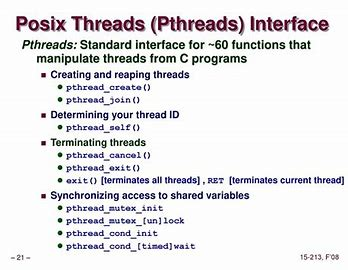 Posix Threads (Pthreads) Interface
Pthreads: Standard interface for ~60 functions that
manipulate threads from C programs
Creating and reaping threads
pthread_create()
pthread_join()
Determining your thread ID
pthread_self()
Terminating threads
pthread_cancel()
pthread_exit()
exit() [terminates all threads] , RET [terminates current thread]
Synchronizing access to shared variables
pthread_mutex_init
pthread_mutex_[un]lock
pthread_cond_init
pthread_cond_[timed]wait
– 21 –
15-213, F'08